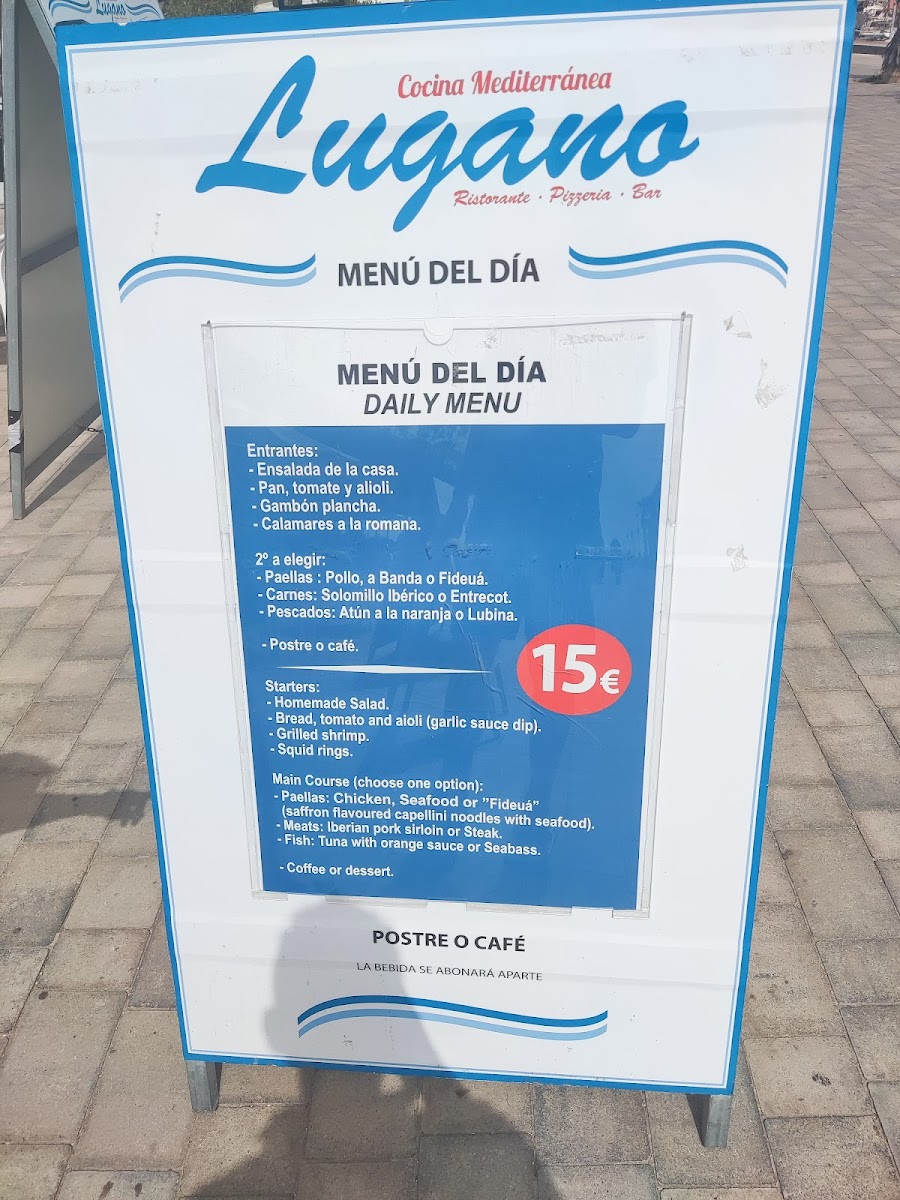 Lugano
Cocina Mediterránea
Lugano
Ristorante · Pizzeria · Bar
MENÚ DEL DÍA
MENÚ DEL DÍA
DAILY MENU
Entrantes:
- Ensalada de la casa.
- Pan, tomate y alioli.
- Gambón plancha.
- Calamares a la romana.
2º a elegir:
- Paellas : Pollo, a Banda o Fideuá.
- Carnes: Solomillo Ibérico o Entrecot.
- Pescados: Atún a la naranja o Lubina.
- Postre o café.
15€
Starters:
- Homemade Salad.
- Bread, tomato and aioli (garlic sauce dip).
- Grilled shrimp.
- Squid rings.
Main Course (choose one option):
- Paellas: Chicken, Seafood or ”Fideuá”
(saffron flavoured capellini noodles with seafood).
- Meats: Iberian pork sirloin or Steak.
- Fish: Tuna with orange sauce or Seabass.
- Coffee or dessert.
POSTRE O CAFÉ
LA BEBIDA SE ABONARÁ APARTE